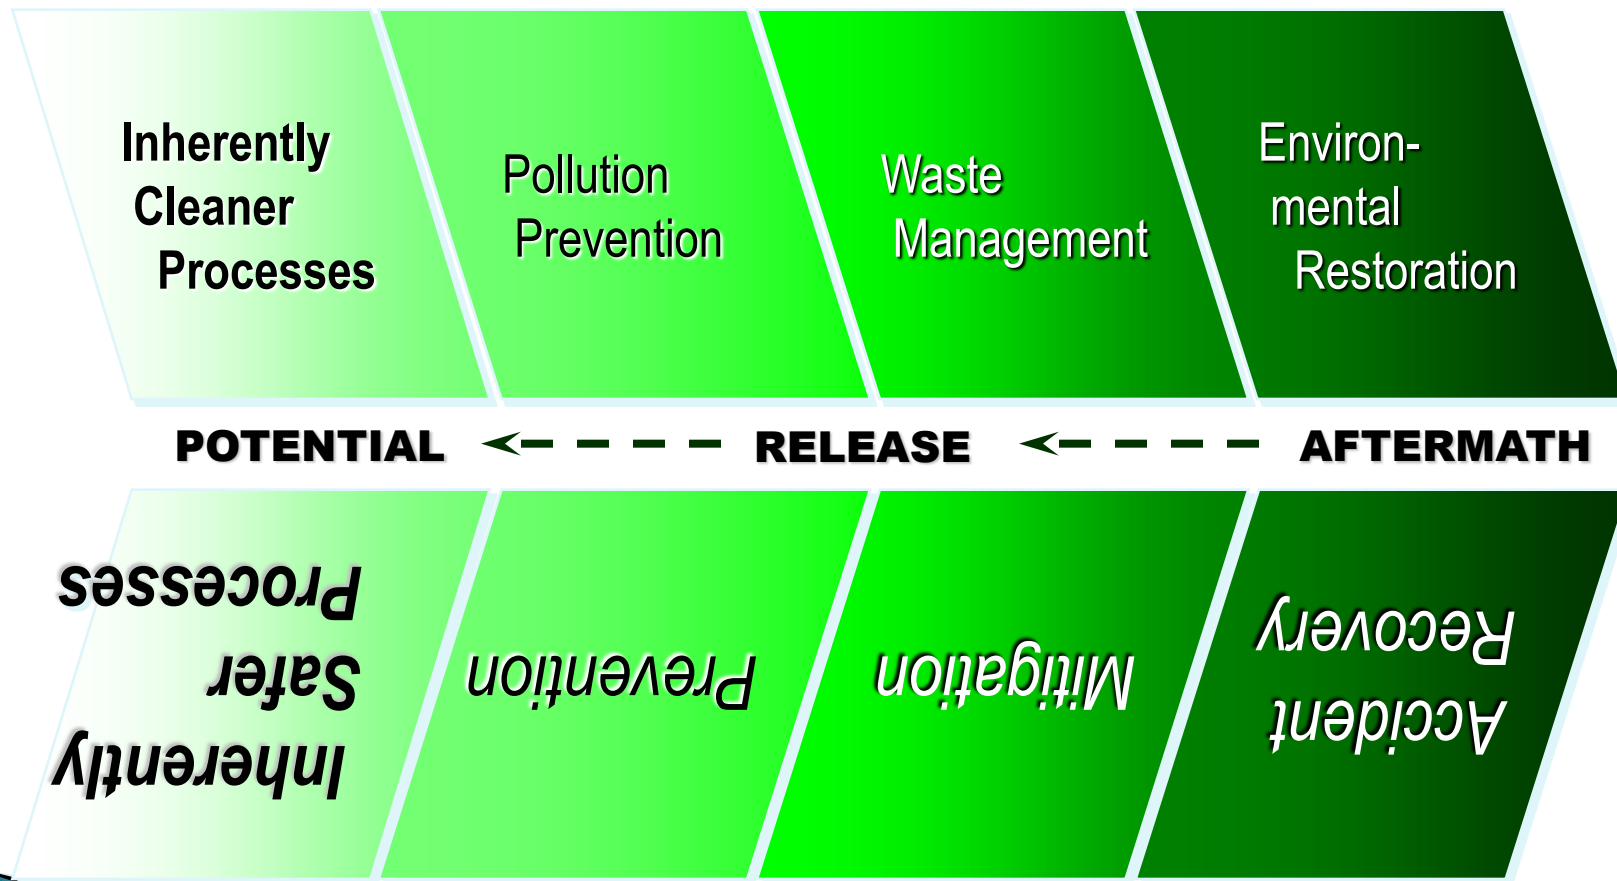 Inherently
Cleaner
Processes
Pollution
Prevention
Waste
Management
Environ-
mental
Restoration
POTENTIAL
RELEASE
AFTERMATH
Inherently
Safer
Processes
Prevention
Mitigation
Accident
Recovery